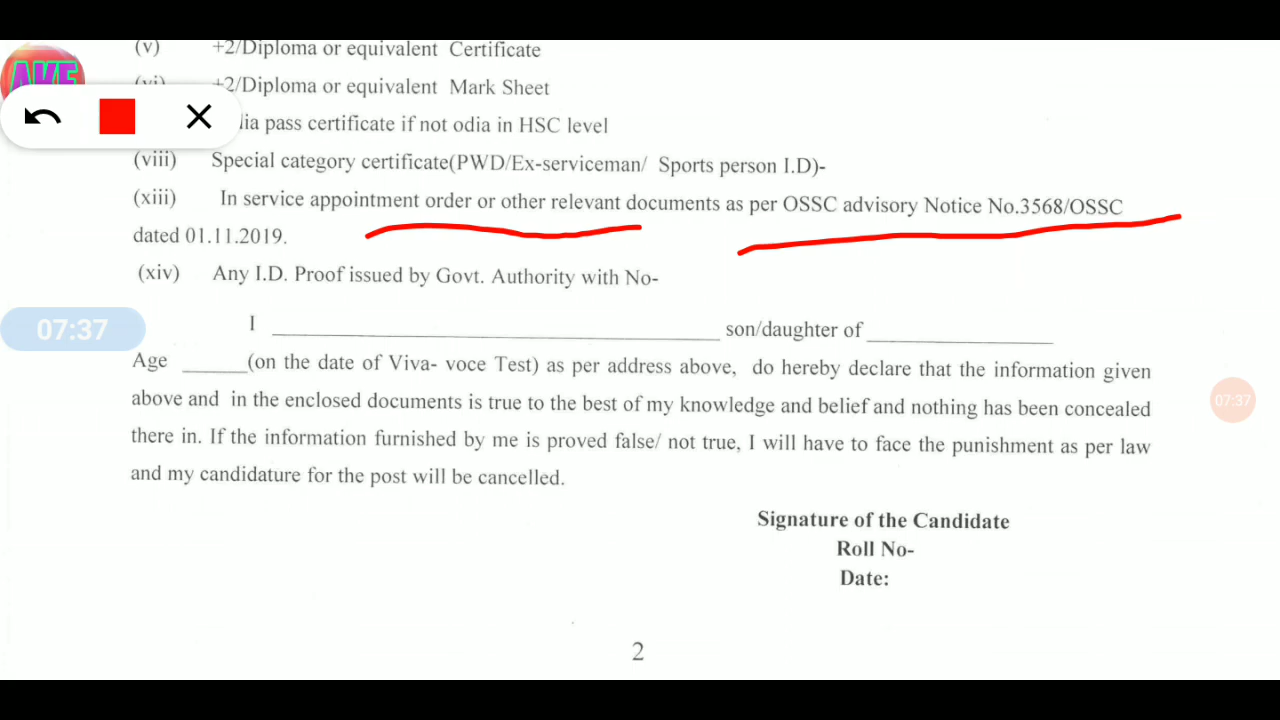 (v) +2/Diploma or equivalent Certificate
AKE
(vi) +2/Diploma or equivalent Mark Sheet
dia pass certificate if not odia in HSC level
(viii) Special category certificate(PWD/Ex-serviceman/ Sports person I.D)-
(xiii) In service appointment order or other relevant documents as per OSSC advisory Notice No.3568/OSSC
dated 01.11.2019.
(xiv) Any I.D. Proof issued by Govt. Authority with No-
07:37
I ____________ son/daughter of ____________
Age ______(on the date of Viva- voce Test) as per address above, do hereby declare that the information given
07:37
above and in the enclosed documents is true to the best of my knowledge and belief and nothing has been concealed
there in. If the information furnished by me is proved false/ not true, I will have to face the punishment as per law
and my candidature for the post will be cancelled.
Signature of the Candidate
Roll No-
Date:
2